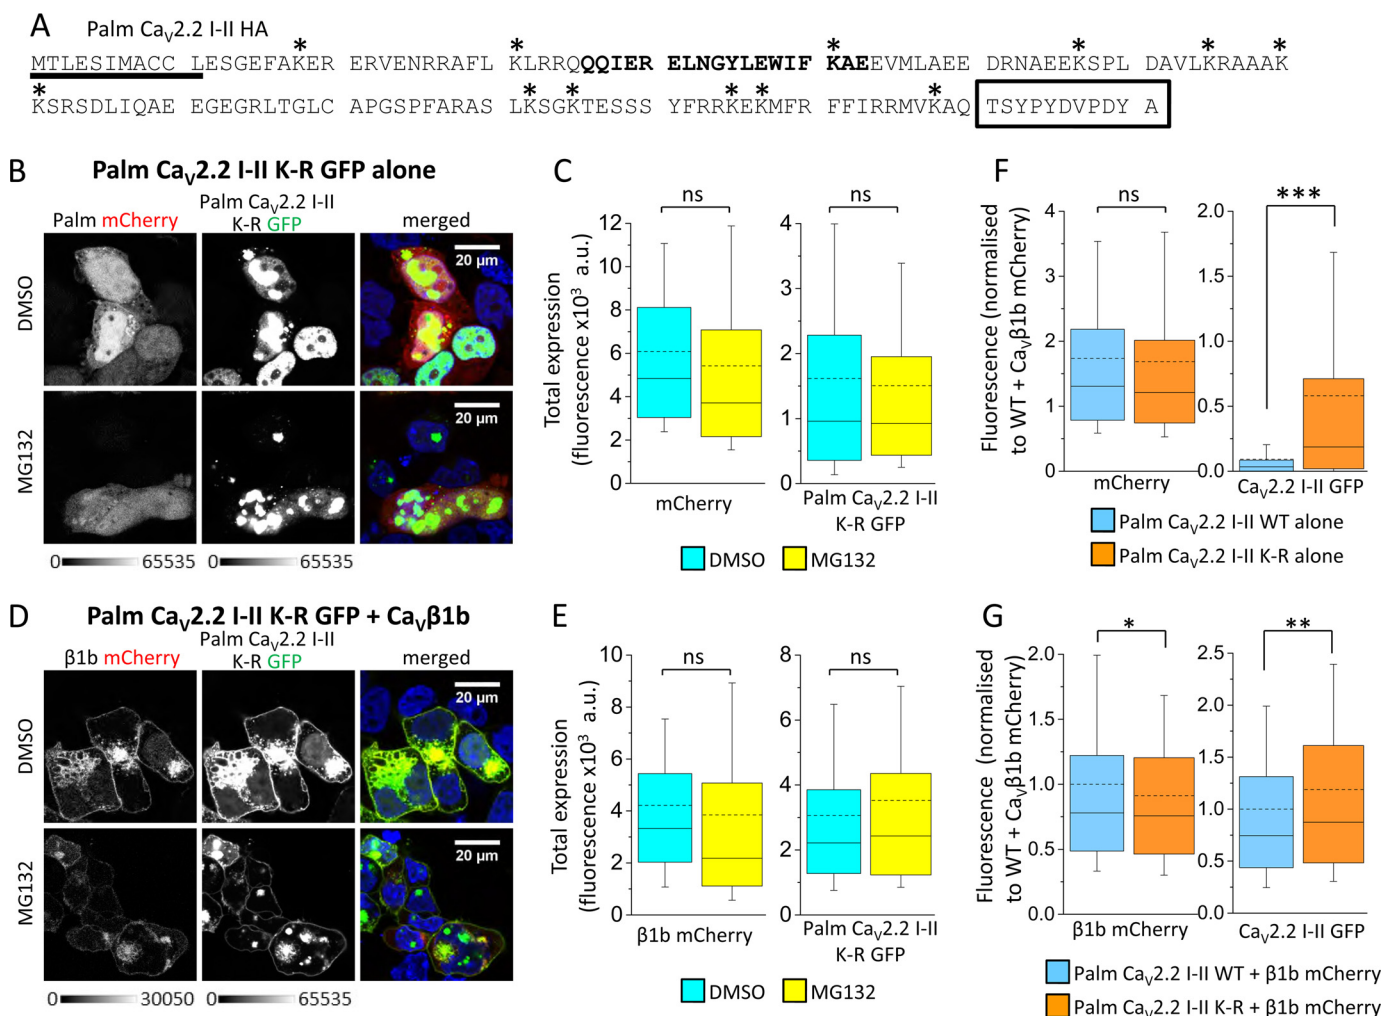 A
Palm CaV2.2 I-II HA
* * * * * *
MTLESIMACC LESGEFAKER ERVENRRAFL KLRRQQQIER ELNGYLEWIF KAEEVMLAEE DRNAEEKSPL DAVLKRAAAK
* * * * * *
KSRSDLIQAE EGEGRLTGLC APGSPFARAS LKSGKTESSS YFRRKEKMFR FFIRRMVKAQ TSYPYDVPDY A
B
Palm CaV2.2 I-II K-R GFP alone
Palm mCherry
Palm CaV2.2 I-II
K-R GFP
merged
DMSO
20 µm
MG132
20 µm
0 65535
0 65535
C
ns
ns
Total expression
(fluorescence x10³ a.u.)
12
10
8
6
4
2
0
4
3
2
1
0
mCherry
Palm CaV2.2 I-II
K-R GFP
DMSO
MG132
F
ns
***
Fluorescence (normalised
to WT + CaVβ1b mCherry)
4
3
2
1
0
2.0
1.5
1.0
0.5
0.0
mCherry
CaV2.2 I-II GFP
Palm CaV2.2 I-II WT alone
Palm CaV2.2 I-II K-R alone
D
Palm CaV2.2 I-II K-R GFP + CaVβ1b
β1b mCherry
Palm CaV2.2 I-II
K-R GFP
merged
DMSO
20 µm
MG132
20 µm
0 30050
0 65535
E
ns
ns
Total expression
(fluorescence x10³ a.u.)
10
8
6
4
2
0
8
6
4
2
0
β1b mCherry
Palm CaV2.2 I-II
K-R GFP
DMSO
MG132
G
*
**
Fluorescence (normalised
to WT + CaVβ1b mCherry)
2.0
1.5
1.0
0.5
0.0
2.5
2.0
1.5
1.0
0.5
0.0
β1b mCherry
CaV2.2 I-II GFP
Palm CaV2.2 I-II WT + β1b mCherry
Palm CaV2.2 I-II K-R + β1b mCherry